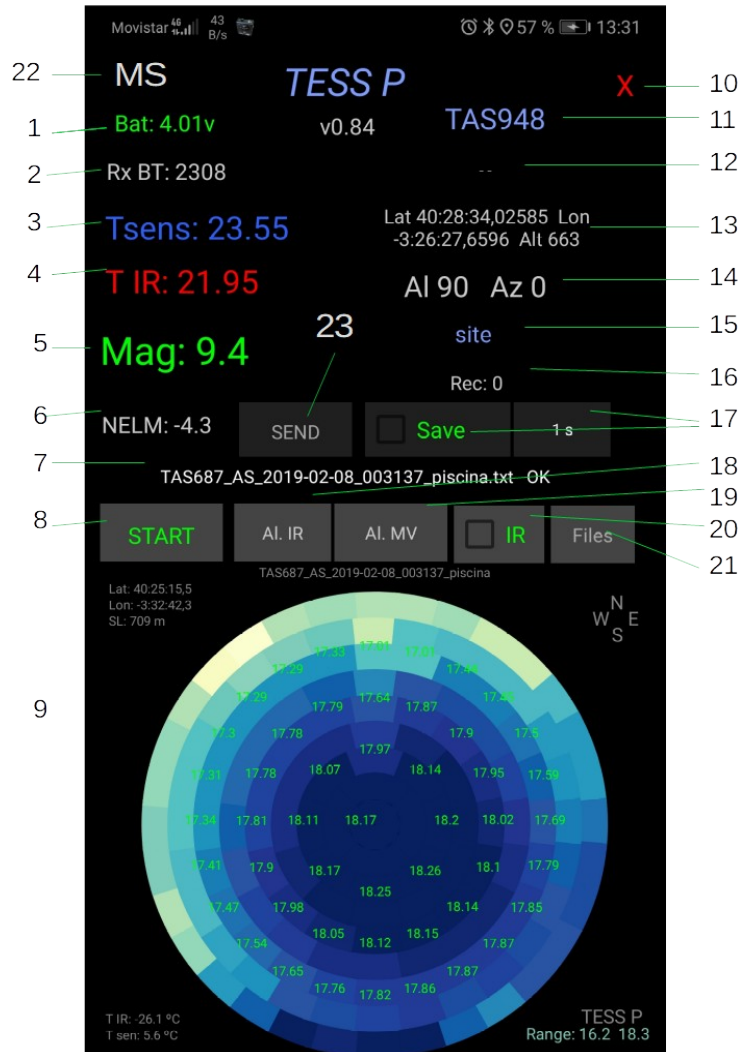 Movistar 4G 43 B/s 57 % 13:31
22 MS TESS P X 10
1 Bat: 4.01v v0.84 TAS948 11
2 Rx BT: 2308 -- 12
3 Tsens: 23.55 Lat 40:28:34,02585 Lon
-3:26:27,6596 Alt 663 13
4 T IR: 21.95 Al 90 Az 0 14
5 Mag: 9.4 23 site 15
Rec: 0 16
6 NELM: -4.3 SEND Save 1 s 17
7 TAS687_AS_2019-02-08_003137_piscina.txt OK 18
19
8 START Al. IR Al. MV IR Files 20
21
TAS687_AS_2019-02-08_003137_piscina
Lat: 40:25:15,5
Lon: -3:32:42,3
SL: 709 m
N
W E
S
9
17.33 17.01
17.29 17.44
17.29 17.79 17.64 17.87
17.3 17.78 17.97 17.9 17.5
17.31 17.78 18.07 18.14 17.95 17.59
17.34 17.81 18.11 18.17 18.2 18.02 17.69
17.41 17.9 18.17 18.26 18.1 17.79
18.25
17.47 17.98 18.14 17.85
17.54 18.05 18.12 18.15 17.87
17.65 17.87
17.76 17.82 17.86
T IR: -26.1 ºC
T sen: 5.6 ºC
TESS P
Range: 16.2 18.3